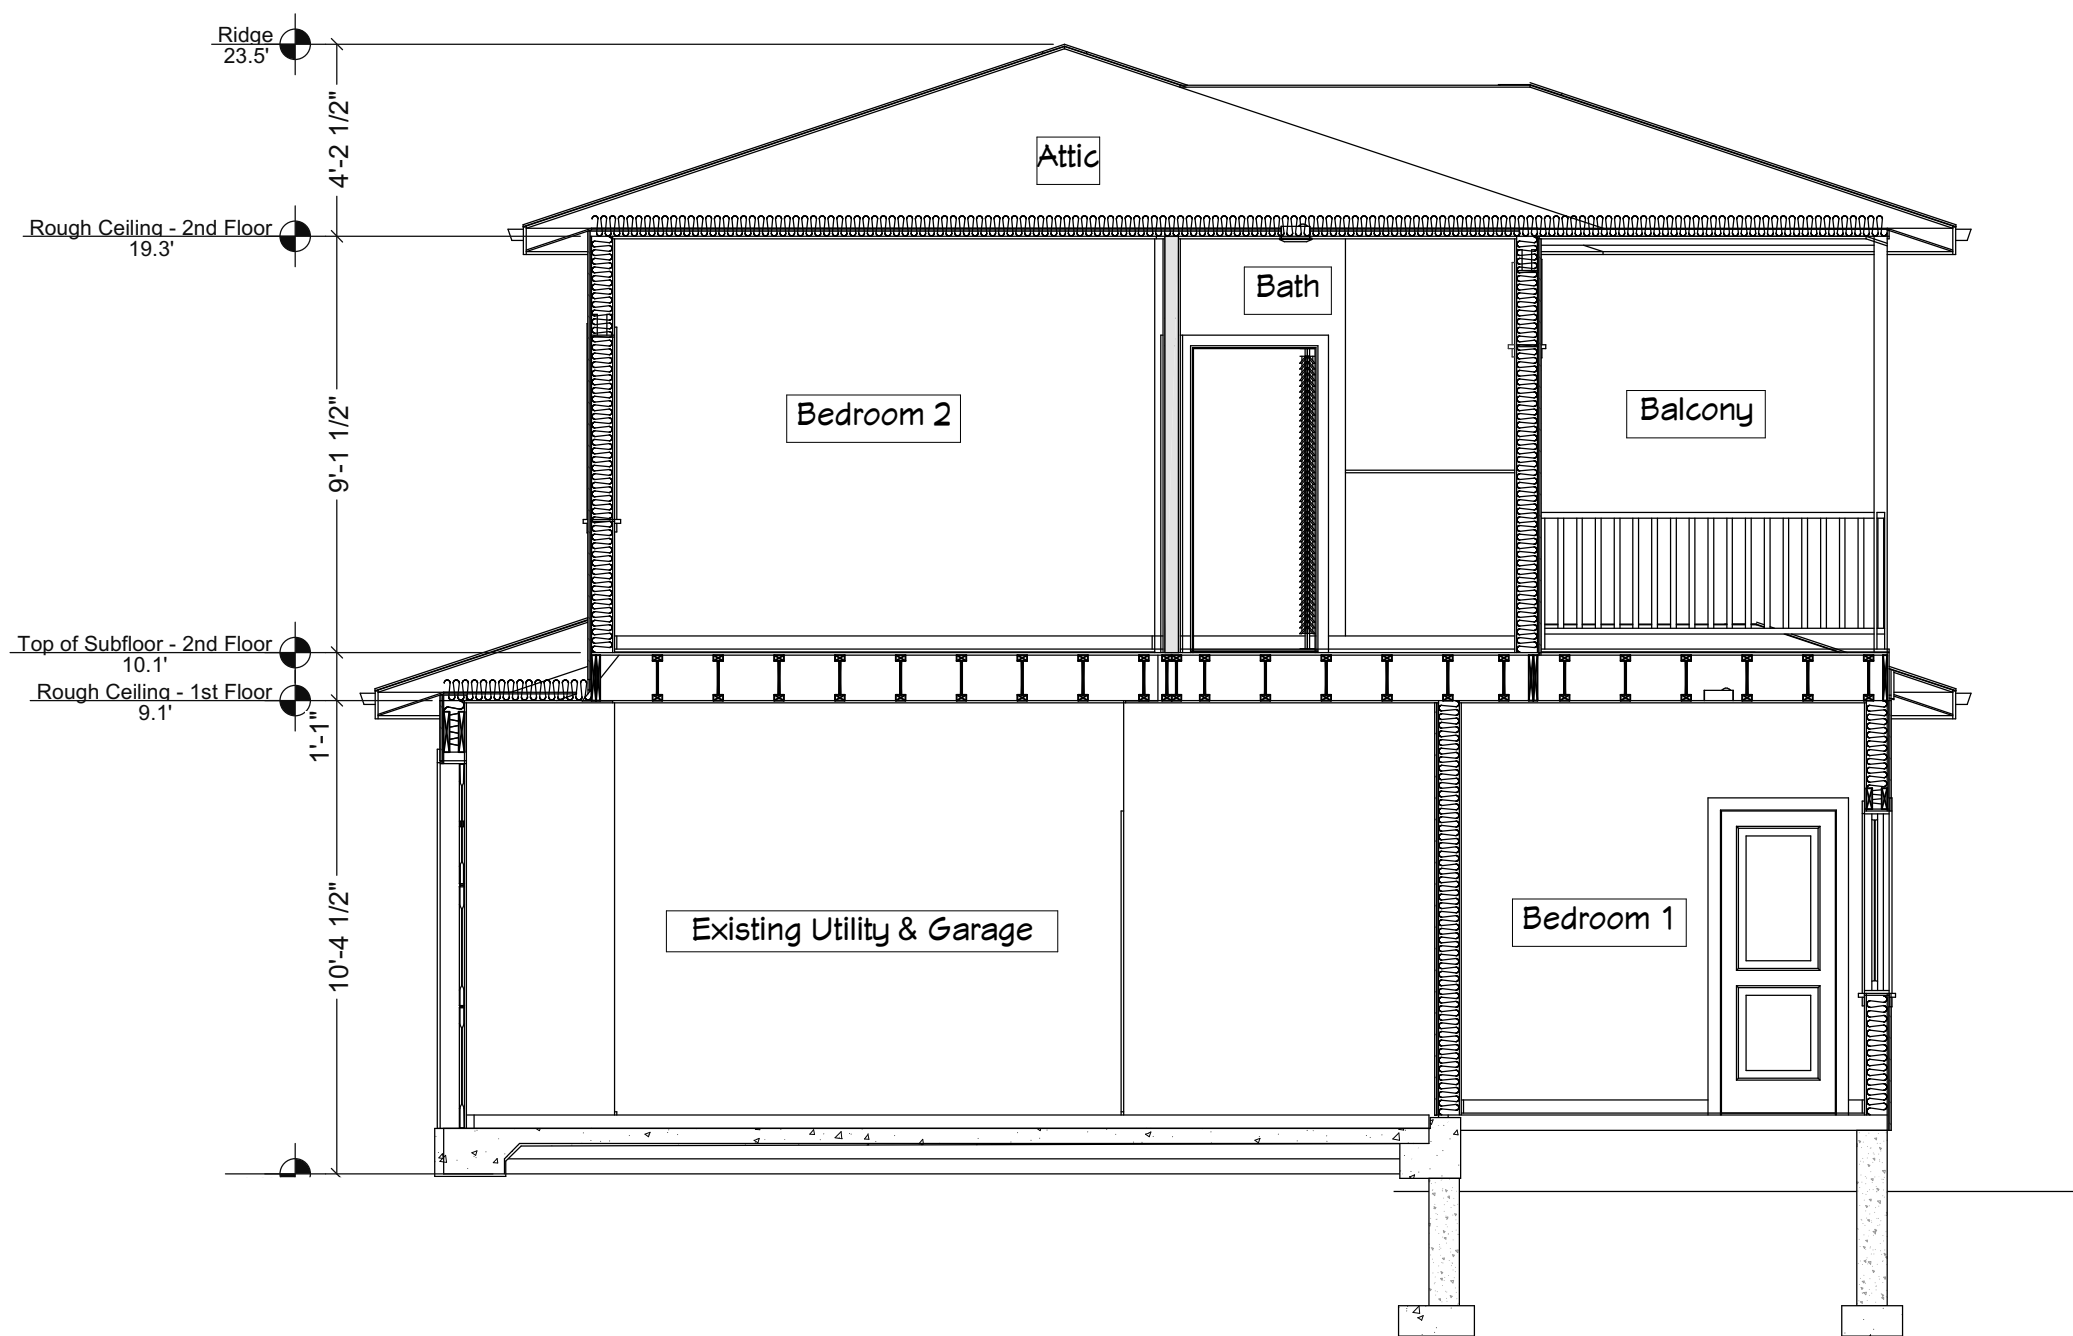 Ridge
23.5'
4'-2 1/2"
Attic
Rough Ceiling - 2nd Floor
19.3'
Bath
9'-1 1/2"
Bedroom 2
Balcony
Top of Subfloor - 2nd Floor
10.1'
Rough Ceiling - 1st Floor
9.1'
1'-1"
10'-4 1/2"
Existing Utility & Garage
Bedroom 1